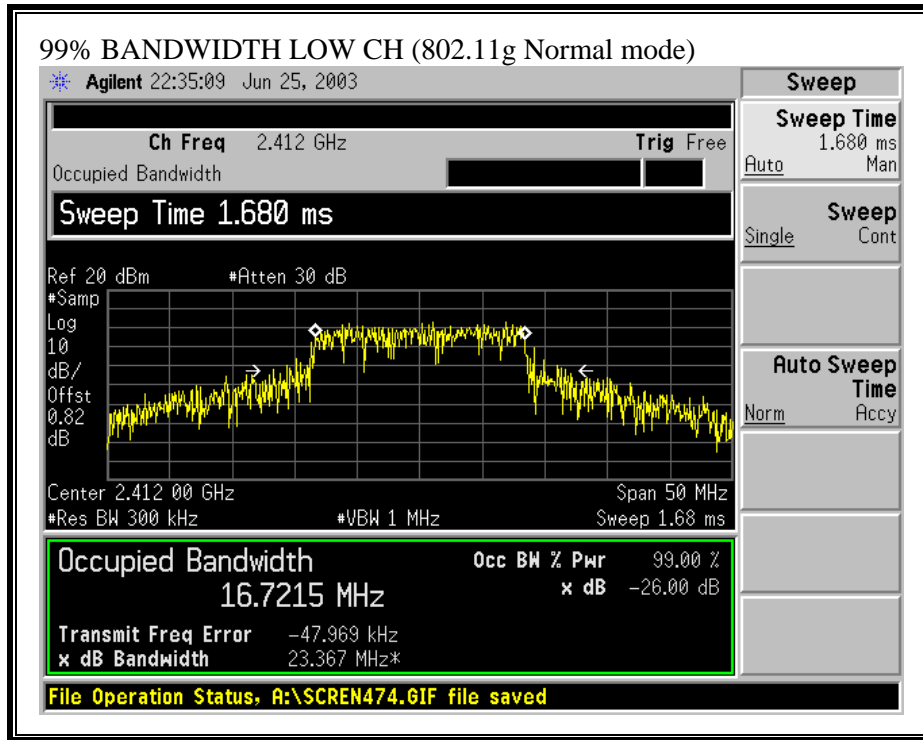 99% BANDWIDTH LOW CH (802.11g Normal mode)
Agilent 22:35:09 Jun 25, 2003
Sweep
Ch Freq 2.412 GHz Trig Free
Occupied Bandwidth
Sweep Time 1.680 ms
Sweep Time
1.680 ms
Auto Man
Sweep
Single Cont
Auto Sweep
Time
Norm Accy
Ref 20 dBm #Atten 30 dB
#Samp
Log
10
dB/
Offst
0.82
dB
Center 2.412 00 GHz Span 50 MHz
#Res BW 300 kHz #VBW 1 MHz Sweep 1.68 ms
Occupied Bandwidth Occ BW % Pwr 99.00 %
16.7215 MHz x dB -26.00 dB
Transmit Freq Error -47.969 kHz
x dB Bandwidth 23.367 MHz*
File Operation Status, A:\SCREN474.GIF file saved